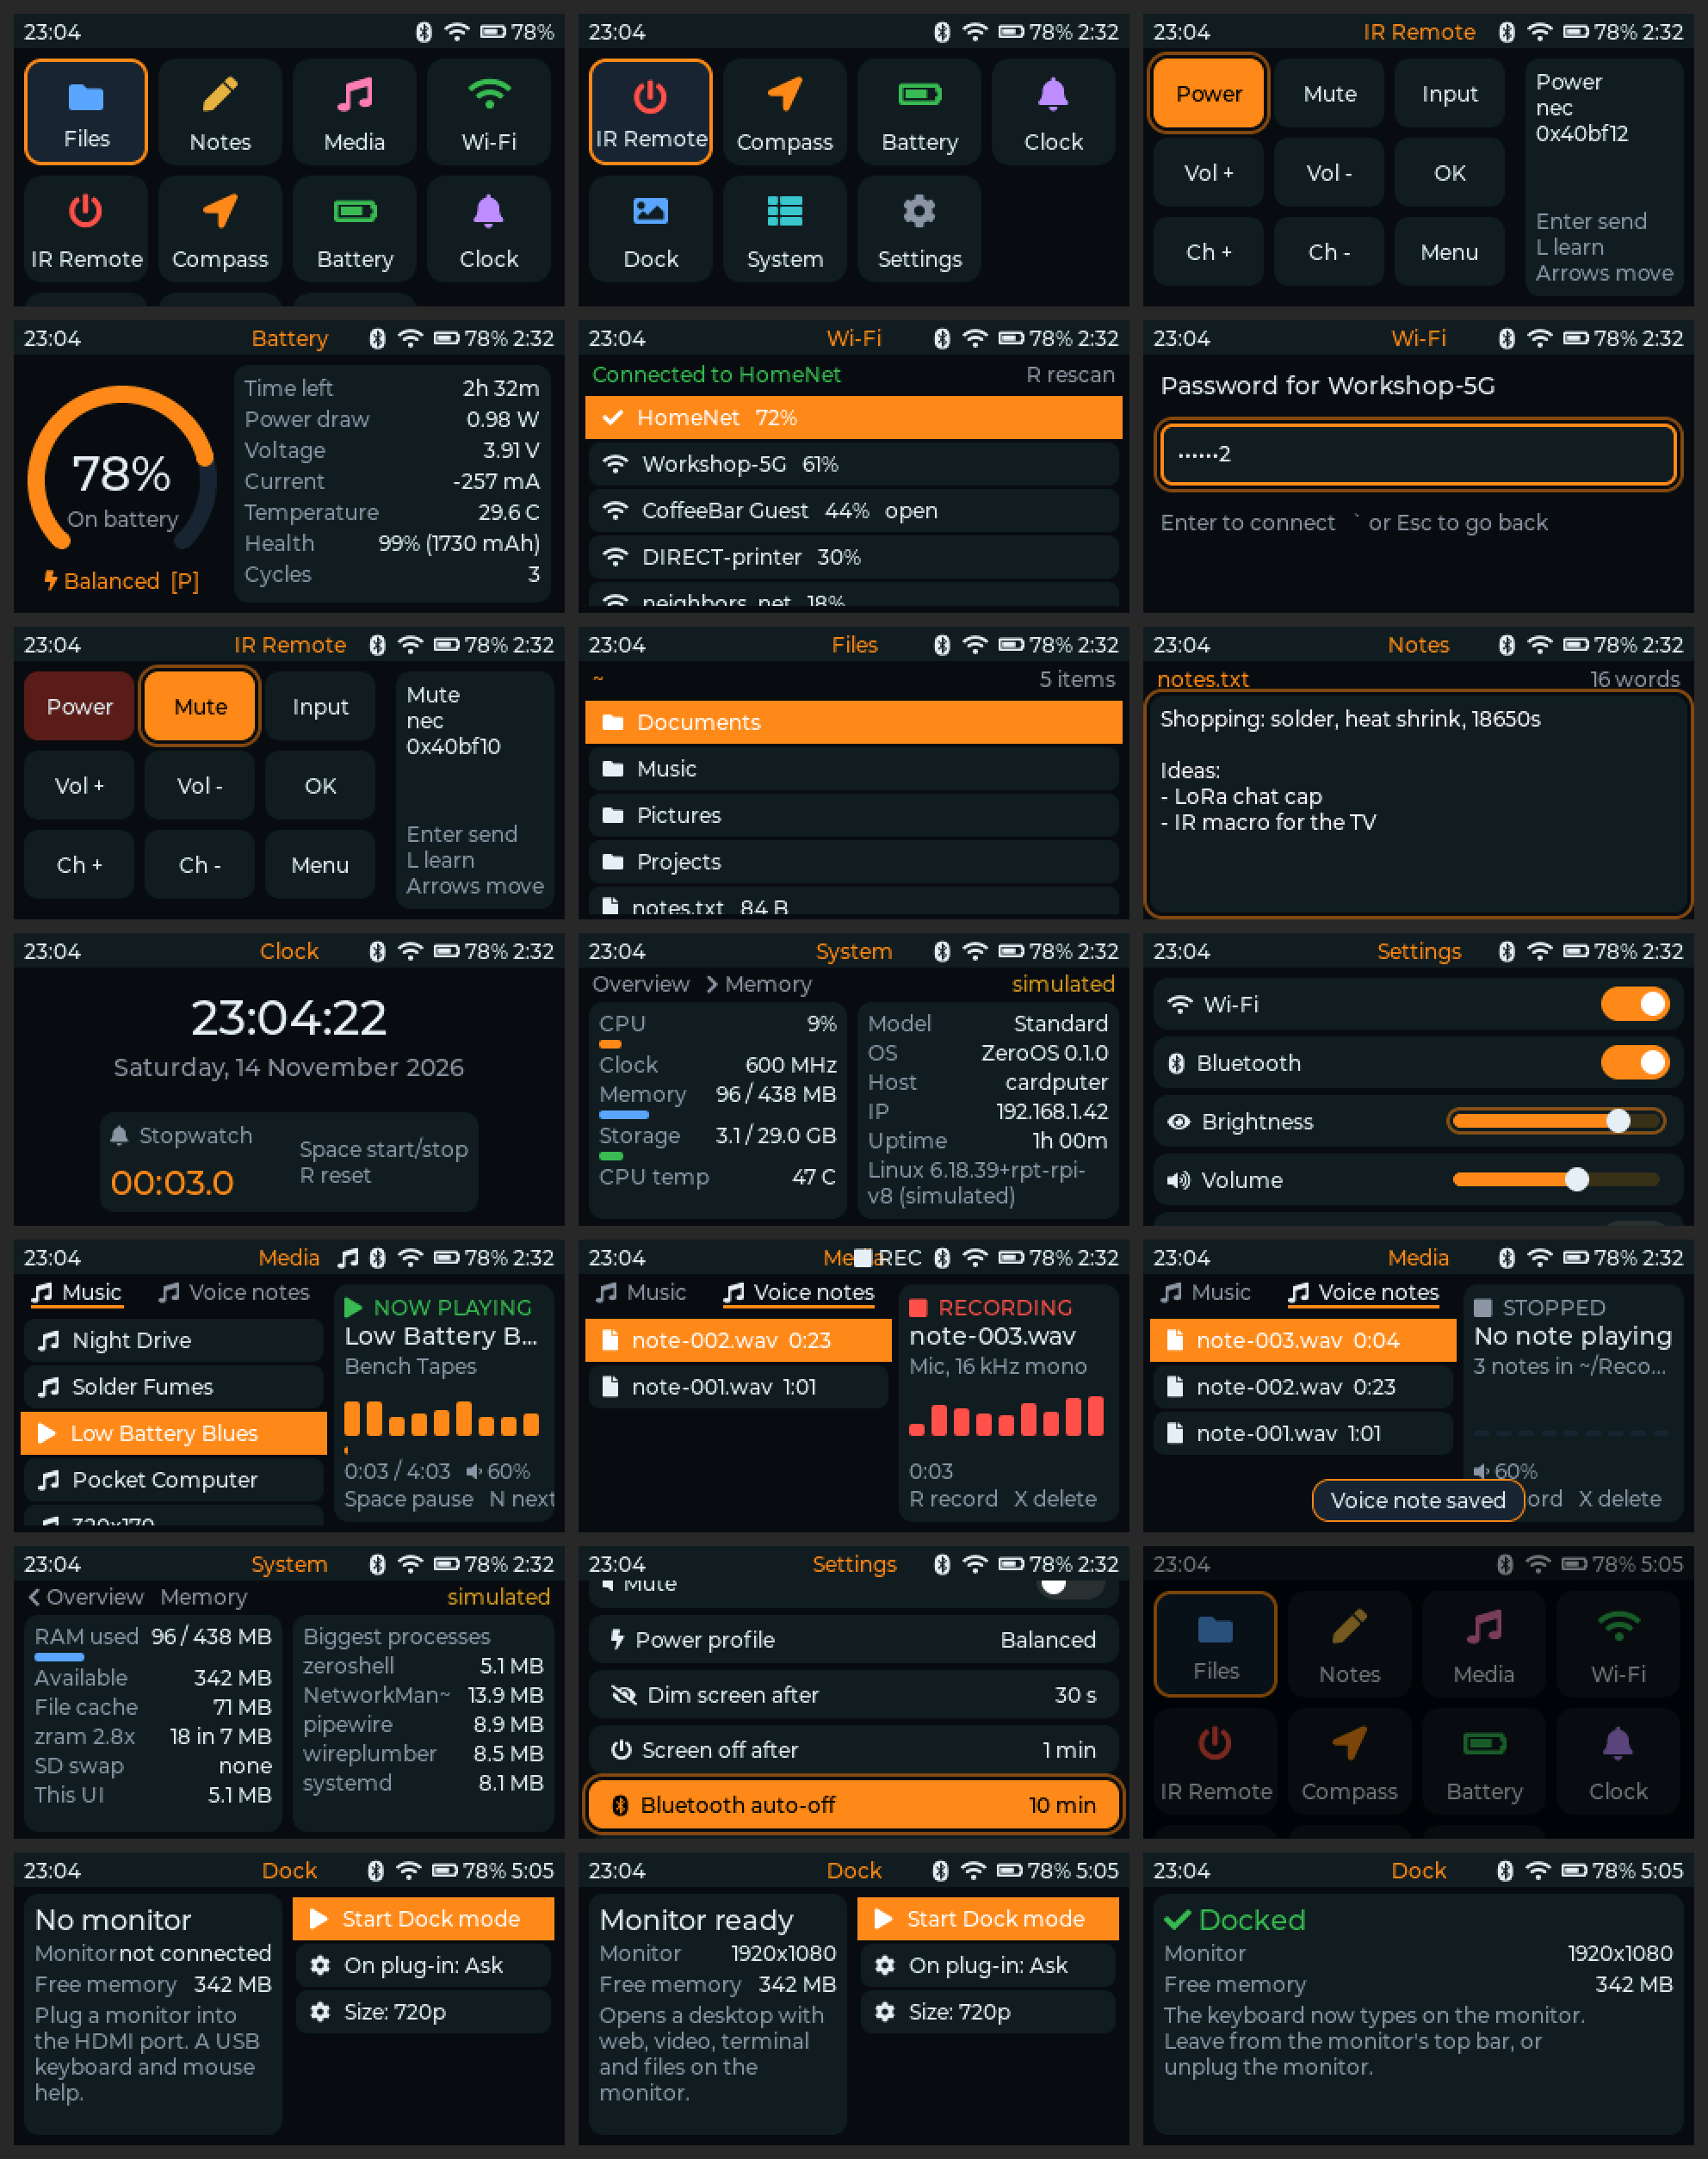 23:04 78%
Files Notes Media Wi-Fi
IR Remote Compass Battery Clock
23:04 78% 2:32
IR Remote Compass Battery Clock
Dock System Settings
23:04 IR Remote 78% 2:32
Power Mute Input
Vol + Vol - OK
Ch + Ch - Menu
Power
nec
0x40bf12
Enter send
L learn
Arrows move
23:04 Battery 78% 2:32
78%
On battery
Balanced [P]
Time left 2h 32m
Power draw 0.98 W
Voltage 3.91 V
Current -257 mA
Temperature 29.6 C
Health 99% (1730 mAh)
Cycles 3
23:04 Wi-Fi 78% 2:32
Connected to HomeNet R rescan
HomeNet 72%
Workshop-5G 61%
CoffeeBar Guest 44% open
DIRECT-printer 30%
neighbors_net 18%
23:04 Wi-Fi 78% 2:32
Password for Workshop-5G
••••••2
Enter to connect ` or Esc to go back
23:04 IR Remote 78% 2:32
Power Mute Input
Vol + Vol - OK
Ch + Ch - Menu
Mute
nec
0x40bf10
Enter send
L learn
Arrows move
23:04 Files 78% 2:32
~ 5 items
Documents
Music
Pictures
Projects
notes.txt 84 B
23:04 Notes 78% 2:32
notes.txt 16 words
Shopping: solder, heat shrink, 18650s
Ideas:
- LoRa chat cap
- IR macro for the TV
23:04 Clock 78% 2:32
23:04:22
Saturday, 14 November 2026
Stopwatch
00:03.0
Space start/stop
R reset
23:04 System 78% 2:32
Overview > Memory simulated
CPU 9%
Clock 600 MHz
Memory 96 / 438 MB
Storage 3.1 / 29.0 GB
CPU temp 47 C
Model Standard
OS ZeroOS 0.1.0
Host cardputer
IP 192.168.1.42
Uptime 1h 00m
Linux 6.18.39+rpt-rpi-
v8 (simulated)
23:04 Settings 78% 2:32
Wi-Fi
Bluetooth
Brightness
Volume
23:04 Media 78% 2:32
Music Voice notes
Night Drive
Solder Fumes
Low Battery Blues
Pocket Computer
320x170
NOW PLAYING
Low Battery B...
Bench Tapes
0:03 / 4:03 60%
Space pause N next
23:04 Media REC 78% 2:32
Music Voice notes
note-002.wav 0:23
note-001.wav 1:01
RECORDING
note-003.wav
Mic, 16 kHz mono
0:03
R record X delete
23:04 Media 78% 2:32
Music Voice notes
note-003.wav 0:04
note-002.wav 0:23
note-001.wav 1:01
STOPPED
No note playing
3 notes in ~/Reco...
60%
ord X delete
Voice note saved
23:04 System 78% 2:32
< Overview Memory simulated
RAM used 96 / 438 MB
Available 342 MB
File cache 71 MB
zram 2.8x 18 in 7 MB
SD swap none
This UI 5.1 MB
Biggest processes
zeroshell 5.1 MB
NetworkMan~ 13.9 MB
pipewire 8.9 MB
wireplumber 8.5 MB
systemd 8.1 MB
23:04 Settings 78% 2:32
Mute
Power profile Balanced
Dim screen after 30 s
Screen off after 1 min
Bluetooth auto-off 10 min
23:04 78% 5:05
Files Notes Media Wi-Fi
IR Remote Compass Battery Clock
23:04 Dock 78% 5:05
No monitor
Monitor not connected
Free memory 342 MB
Plug a monitor into
the HDMI port. A USB
keyboard and mouse
help.
Start Dock mode
On plug-in: Ask
Size: 720p
23:04 Dock 78% 5:05
Monitor ready
Monitor 1920x1080
Free memory 342 MB
Opens a desktop with
web, video, terminal
and files on the
monitor.
Start Dock mode
On plug-in: Ask
Size: 720p
23:04 Dock 78% 5:05
Docked
Monitor 1920x1080
Free memory 342 MB
The keyboard now types on the monitor.
Leave from the monitor's top bar, or
unplug the monitor.